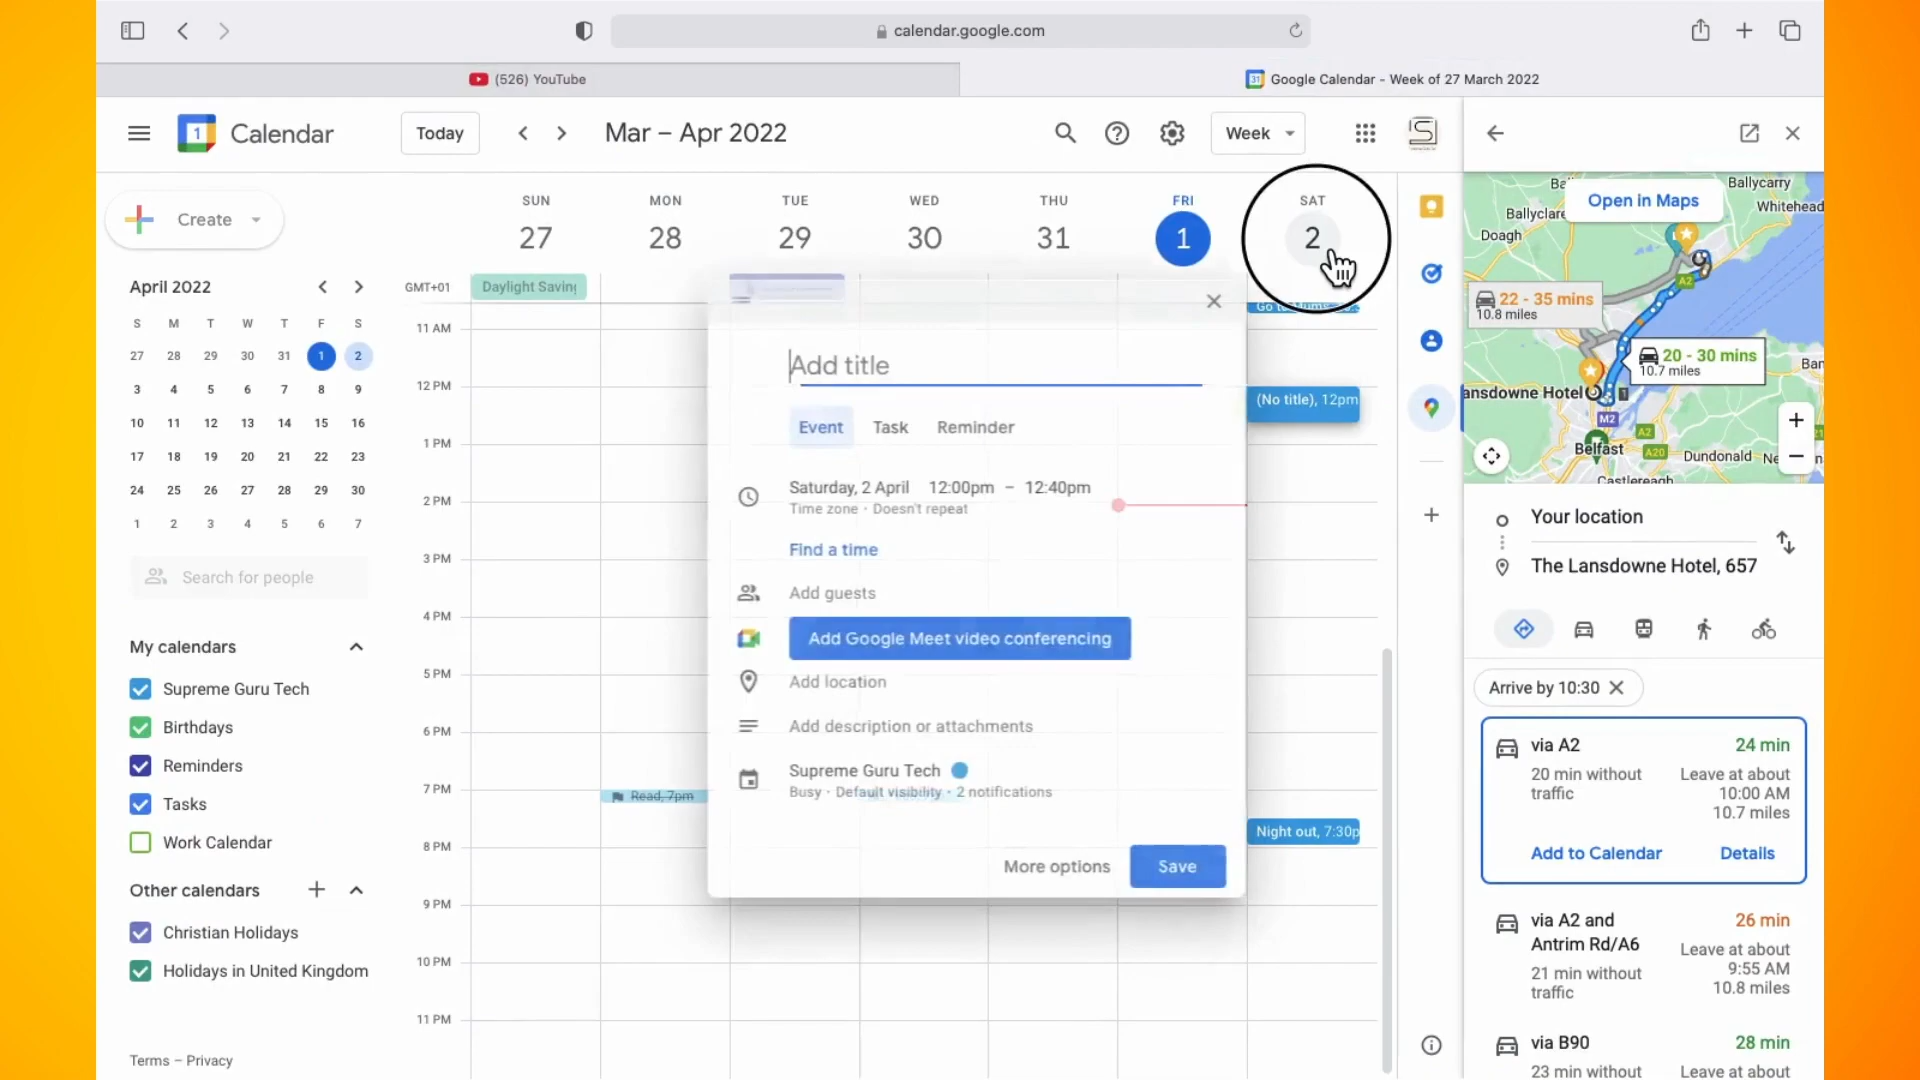 calendar.google.com
(526) YouTube
Google Calendar - Week of 27 March 2022
Calendar
Today
Mar – Apr 2022
Week
Create
SUN
27
MON
28
TUE
29
WED
30
THU
31
FRI
1
SAT
2
April 2022
S M T W T F S
27 28 29 30 31 1 2
3 4 5 6 7 8 9
10 11 12 13 14 15 16
17 18 19 20 21 22 23
24 25 26 27 28 29 30
1 2 3 4 5 6 7
Search for people
My calendars
Supreme Guru Tech
Birthdays
Reminders
Tasks
Work Calendar
Other calendars
Christian Holidays
Holidays in United Kingdom
Terms – Privacy
GMT+01
Daylight Saving
11 AM
12 PM
1 PM
2 PM
3 PM
4 PM
5 PM
6 PM
7 PM
8 PM
9 PM
10 PM
11 PM
Read, 7pm
(No title), 12pm
Night out, 7:30p
Add title
Event
Task
Reminder
Saturday, 2 April 12:00pm – 12:40pm
Time zone · Doesn't repeat
Find a time
Add guests
Add Google Meet video conferencing
Add location
Add description or attachments
Supreme Guru Tech
Busy · Default visibility · 2 notifications
More options
Save
Open in Maps
Ballycarry
Ballyclare
Whitehead
Doagh
A2
22 - 35 mins
10.8 miles
20 - 30 mins
10.7 miles
ansdowne Hotel
M2
A2
Belfast
A20
Dundonald
Castlereagh
Your location
The Lansdowne Hotel, 657
Arrive by 10:30
via A2
24 min
20 min without
traffic
Leave at about
10:00 AM
10.7 miles
Add to Calendar
Details
via A2 and
Antrim Rd/A6
26 min
21 min without
traffic
Leave at about
9:55 AM
10.8 miles
via B90
28 min
23 min without
Leave at about